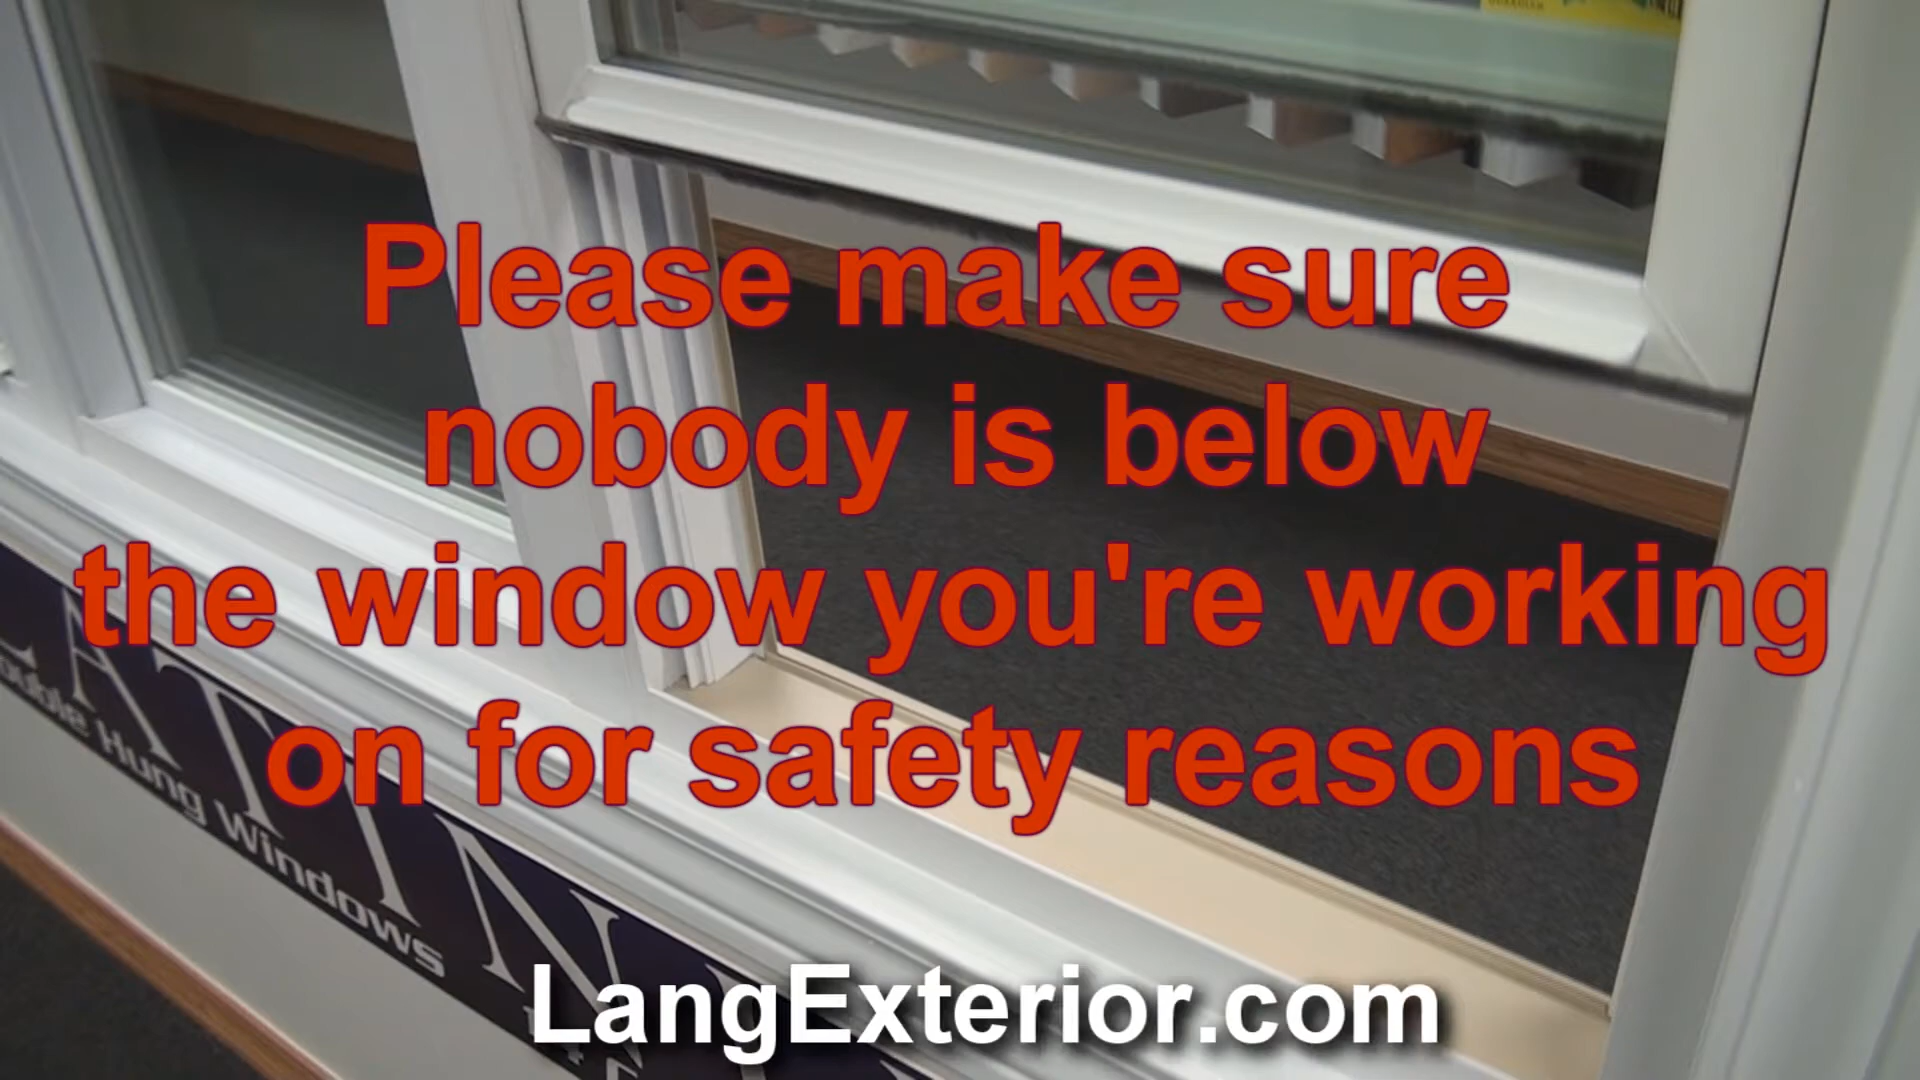 Please make sure
nobody is below
the window you're working
on for safety reasons
Hung Windows
LangExterior.com